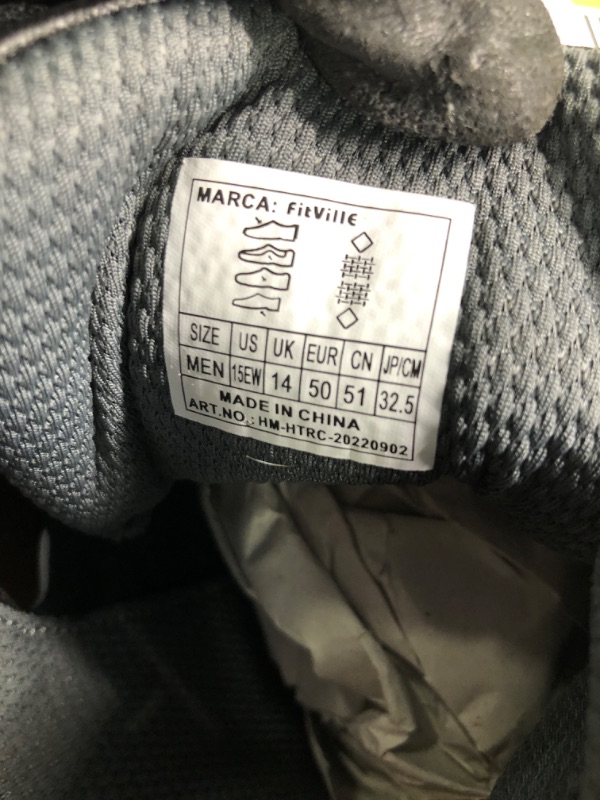 MARCA: FitVille
SIZE US UK EUR CN JP/CM
MEN 15EW 14 50 51 32.5
MADE IN CHINA
ART.NO.: HM-HTRC-20220902